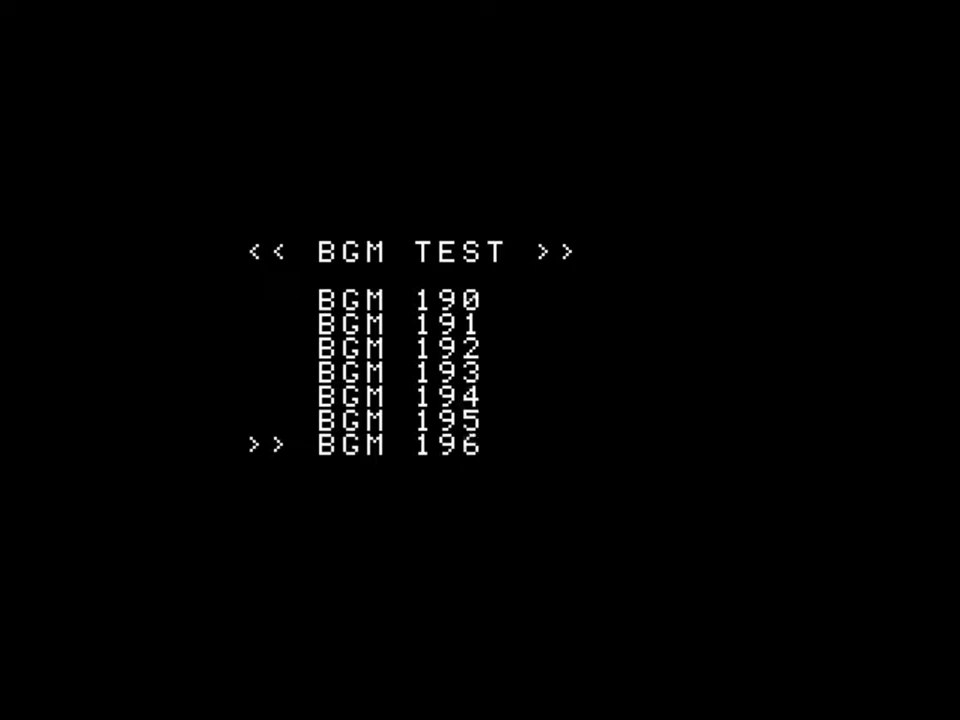 << BGM TEST >>
BGM 190
BGM 191
BGM 192
BGM 193
BGM 194
BGM 195
>> BGM 196